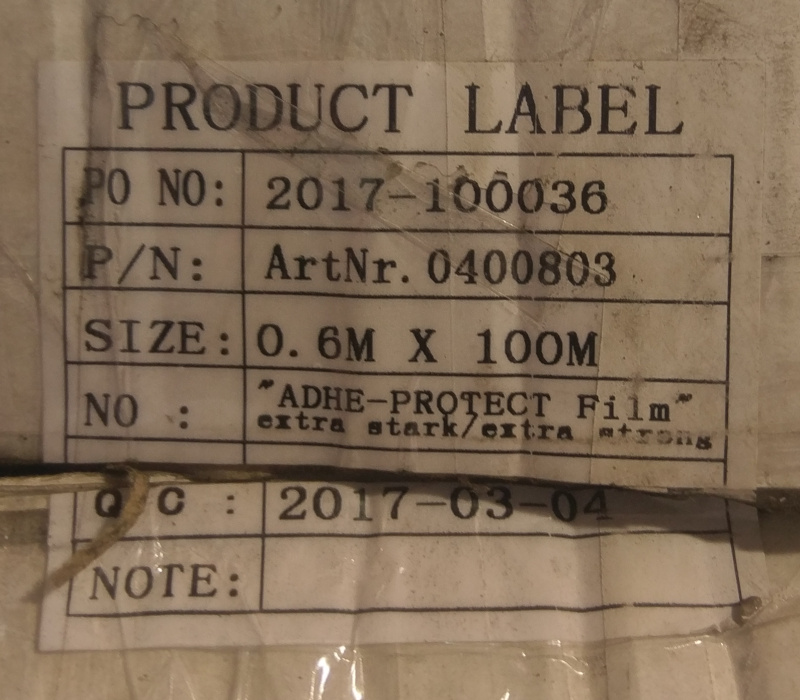 PRODUCT LABEL
PO NO: 2017-100036
P/N: ArtNr. 0400803
SIZE: 0.6M X 100M
NO : "ADHE-PROTECT Film"
extra stark/extra strong
Q C : 2017-03-04
NOTE: